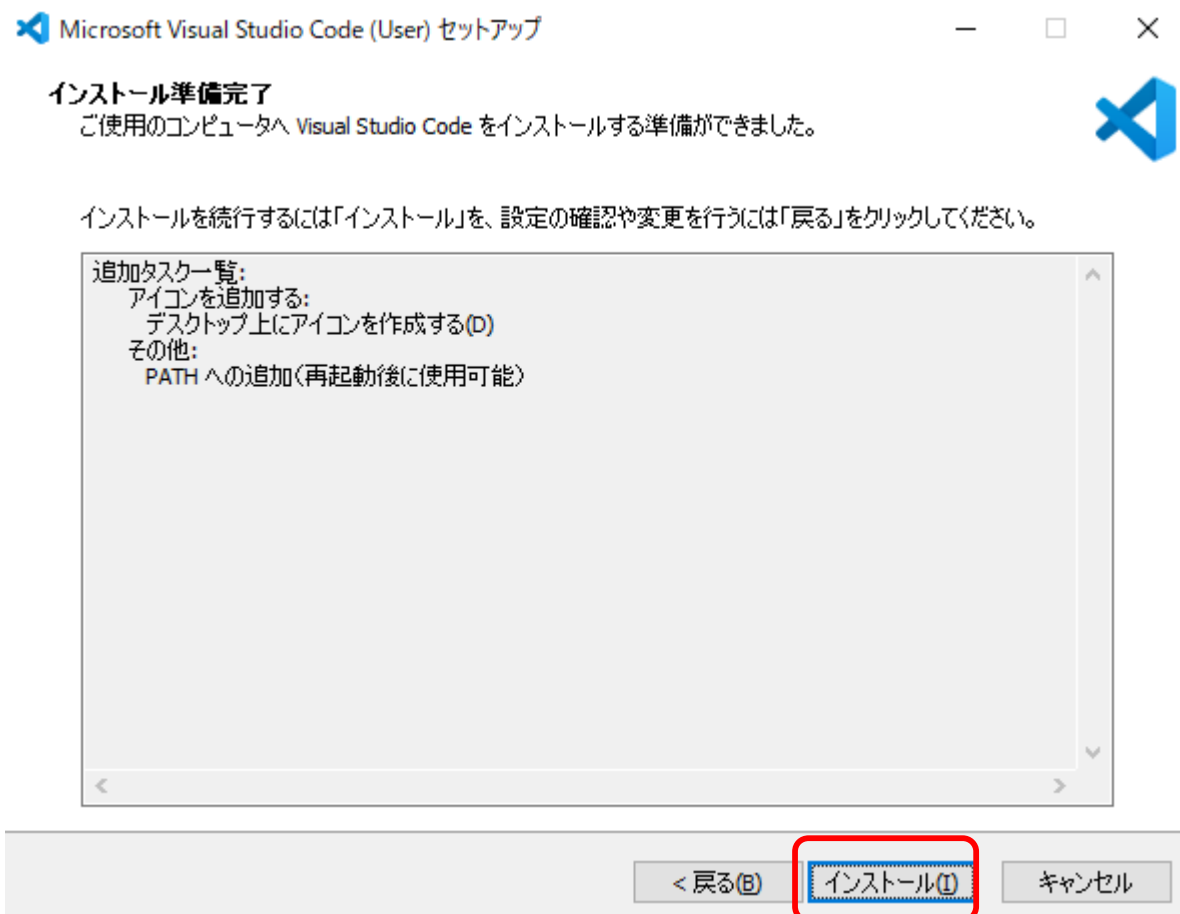 Microsoft Visual Studio Code (User) セットアップ
インストール準備完了
ご使用のコンピュータへ Visual Studio Code をインストールする準備ができました。
インストールを続行するには「インストール」を、設定の確認や変更を行うには「戻る」をクリックしてください。
追加タスク一覧:
アイコンを追加する:
デスクトップ上にアイコンを作成する(D)
その他:
PATH への追加（再起動後に使用可能）
< 戻る(B)
インストール(I)
キャンセル